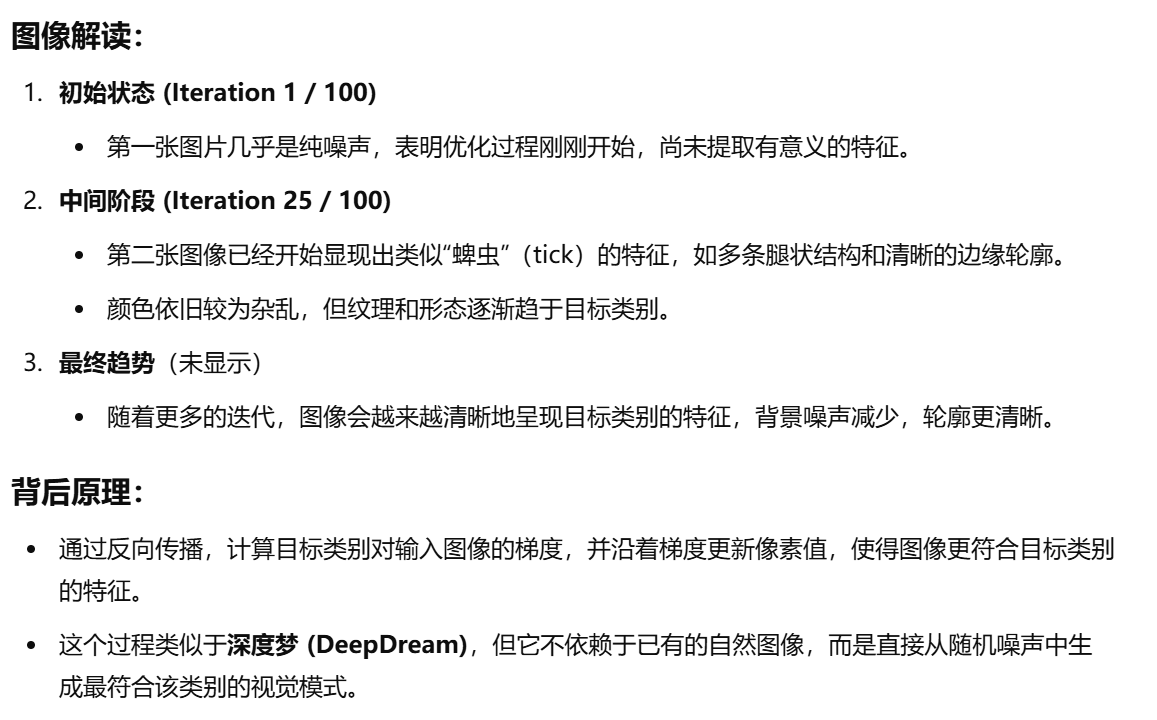 图像解读：
1. 初始状态 (Iteration 1 / 100)
• 第一张图片几乎是纯噪声，表明优化过程刚刚开始，尚未提取有意义的特征。
2. 中间阶段 (Iteration 25 / 100)
• 第二张图像已经开始显现出类似“蜱虫”（tick）的特征，如多条腿状结构和清晰的边缘轮廓。
• 颜色依旧较为杂乱，但纹理和形态逐渐趋于目标类别。
3. 最终趋势（未显示）
• 随着更多的迭代，图像会越来越清晰地呈现目标类别的特征，背景噪声减少，轮廓更清晰。
背后原理：
• 通过反向传播，计算目标类别对输入图像的梯度，并沿着梯度更新像素值，使得图像更符合目标类别
的特征。
• 这个过程类似于深度梦 (DeepDream)，但它不依赖于已有的自然图像，而是直接从随机噪声中生
成最符合该类别的视觉模式。